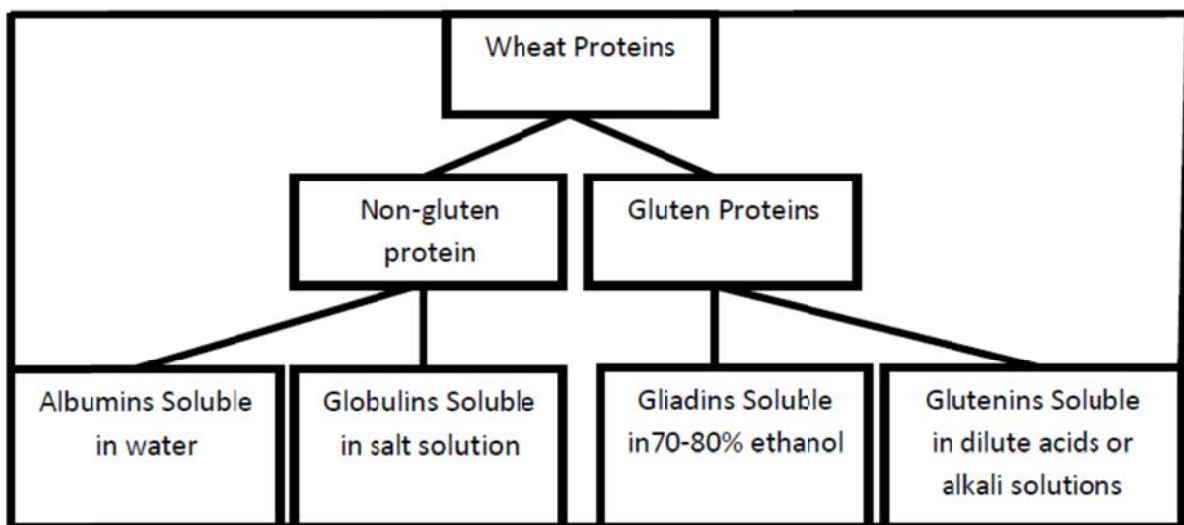 Wheat Proteins
Non-gluten
protein
Gluten Proteins
Albumins Soluble
in water
Globulins Soluble
in salt solution
Gliadins Soluble
in70-80% ethanol
Glutenins Soluble
in dilute acids or
alkali solutions